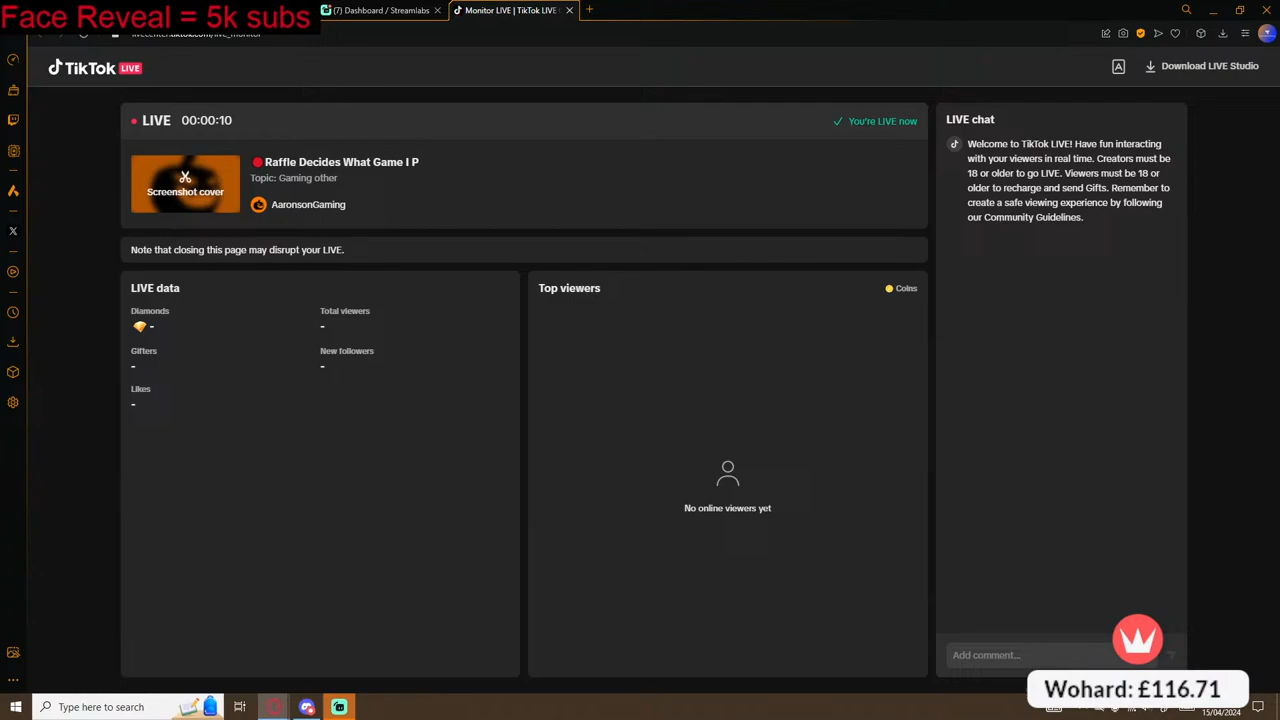 Face Reveal = 5k subs
(7) Dashboard / Streamlabs
Monitor LIVE | TikTok LIVE
livecenter.tiktok.com/live_monitor
TikTok LIVE
Download LIVE Studio
LIVE 00:00:10
You're LIVE now
Screenshot cover
Raffle Decides What Game I P
Topic: Gaming other
AaronsonGaming
Note that closing this page may disrupt your LIVE.
LIVE data
Diamonds
-
Total viewers
-
Gifters
-
New followers
-
Likes
-
Top viewers
Coins
No online viewers yet
LIVE chat
Welcome to TikTok LIVE! Have fun interacting
with your viewers in real time. Creators must be
18 or older to go LIVE. Viewers must be 18 or
older to recharge and send Gifts. Remember to
create a safe viewing experience by following
our Community Guidelines.
Add comment...
Wohard: £116.71
Type here to search
15/04/2024